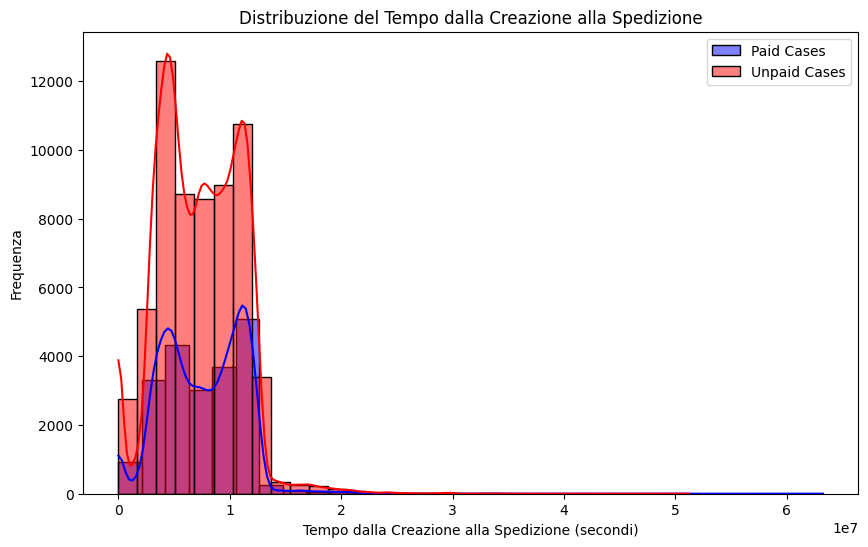 Distribuzione del Tempo dalla Creazione alla Spedizione
Paid Cases
Unpaid Cases
Frequenza
12000
10000
8000
6000
4000
2000
0
0 1 2 3 4 5 6
1e7
Tempo dalla Creazione alla Spedizione (secondi)